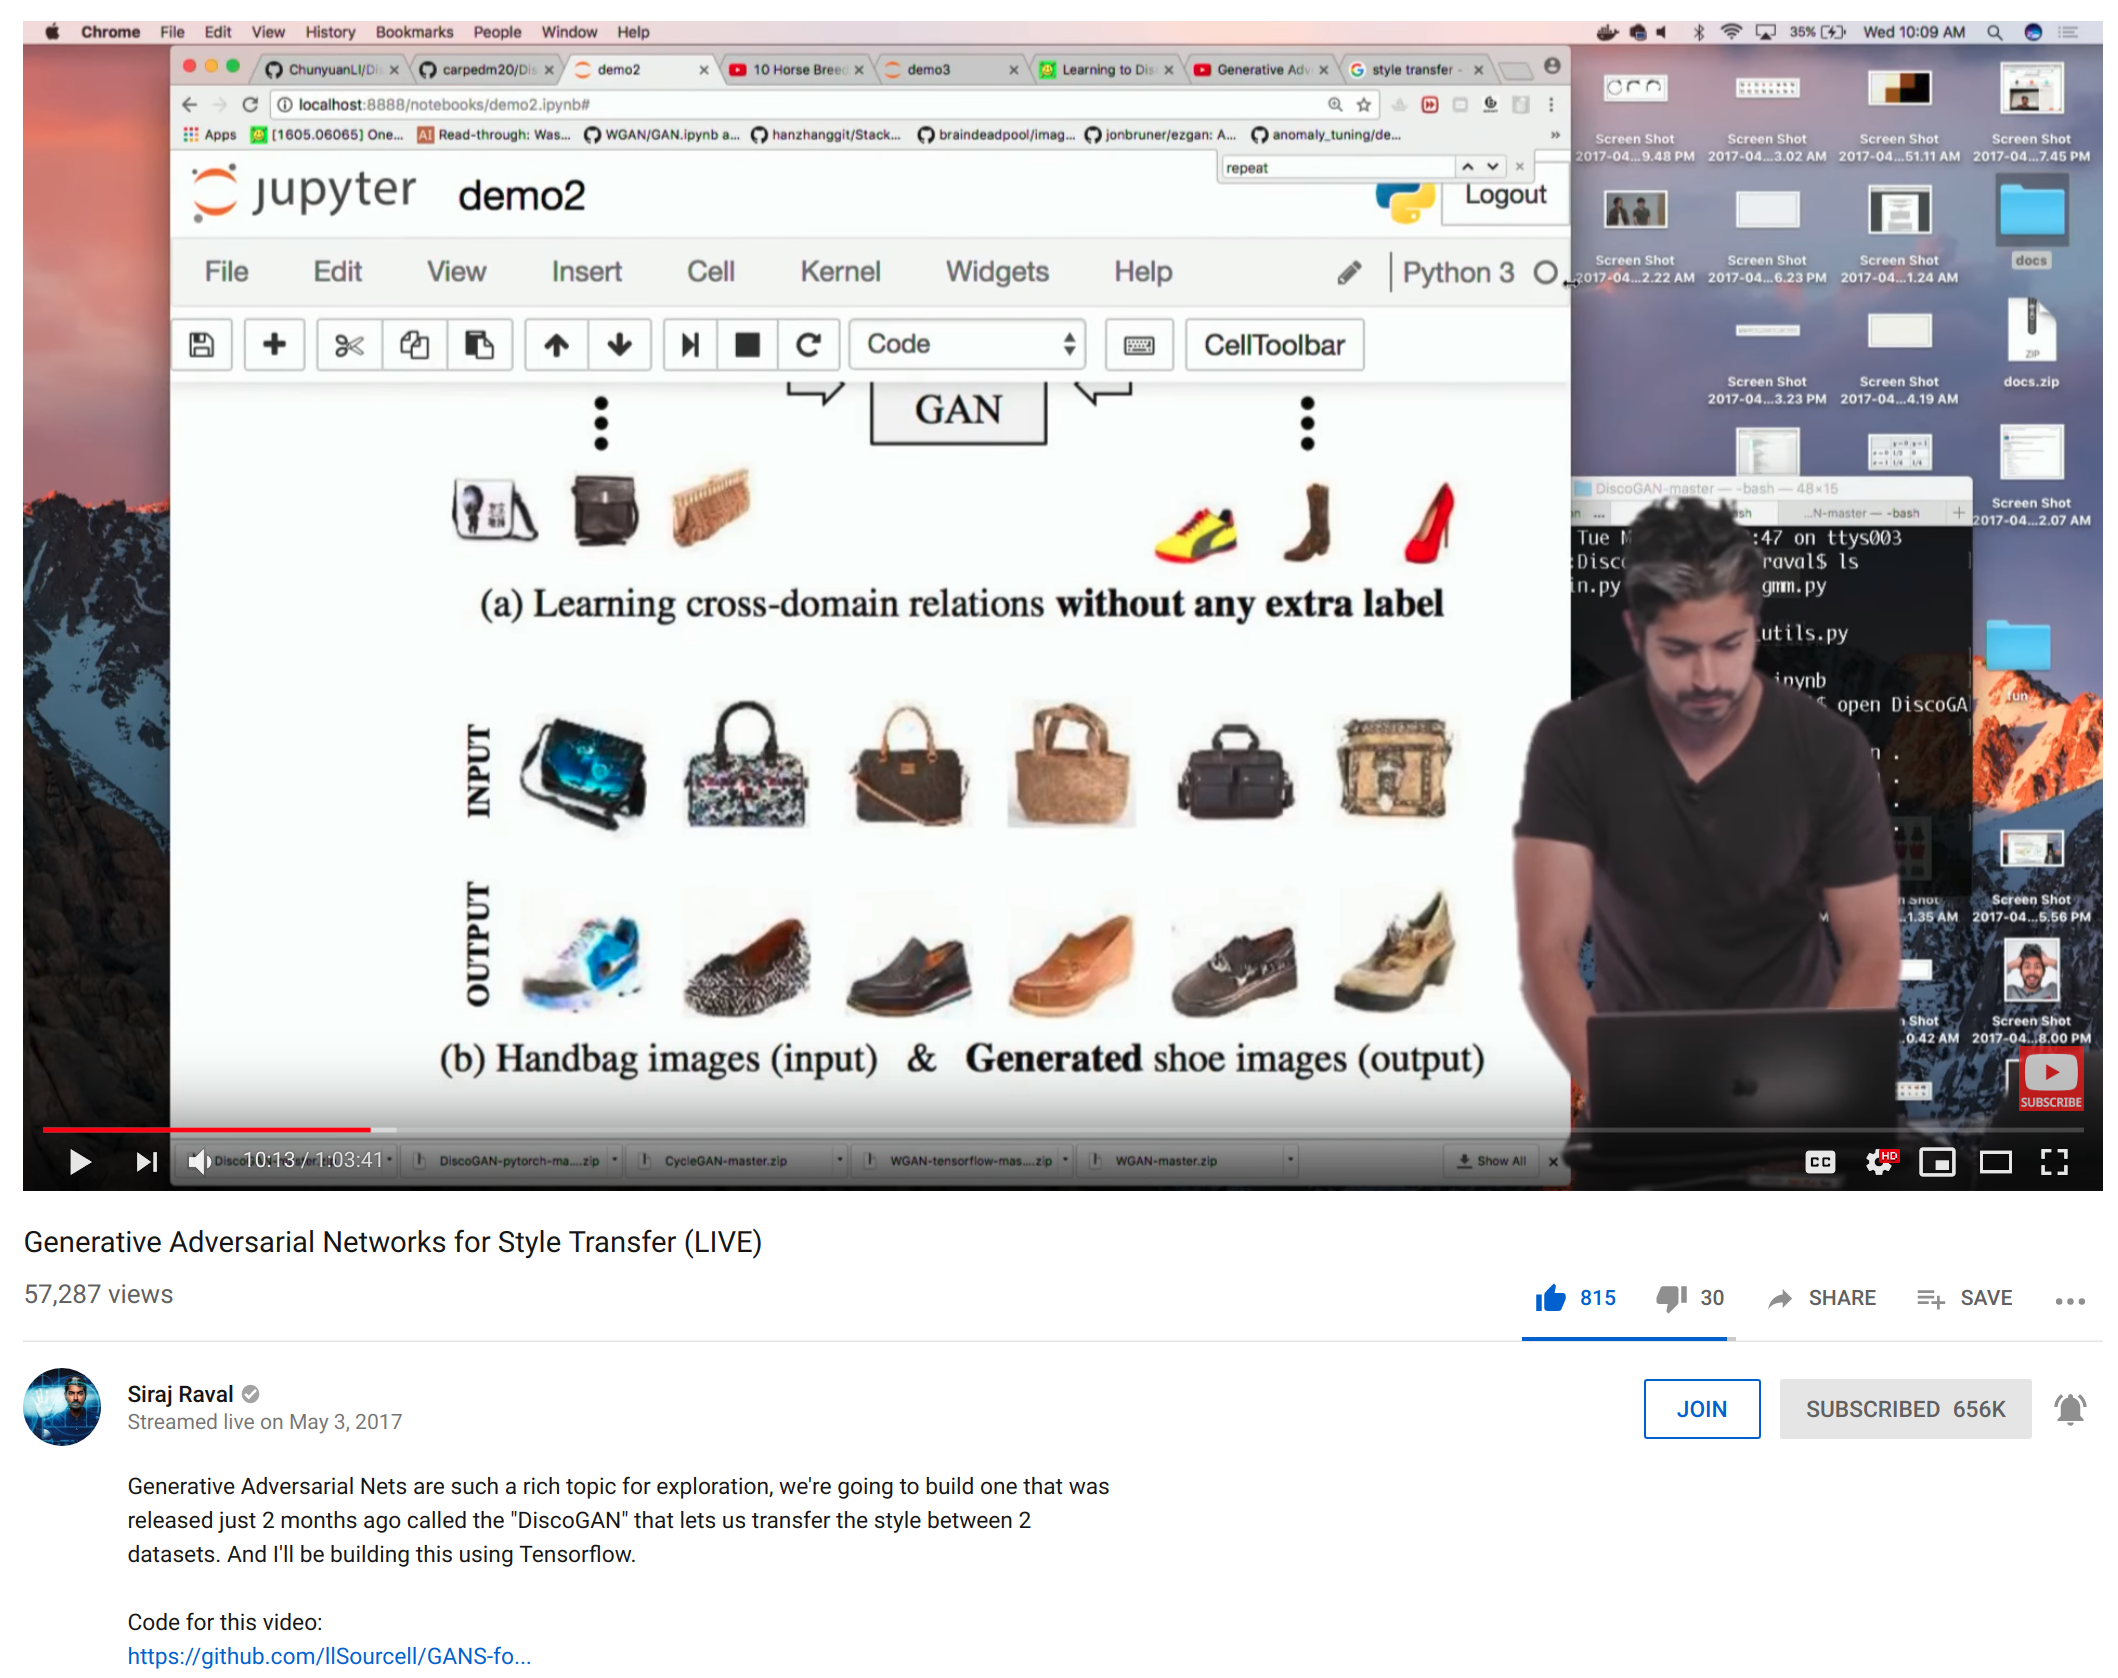 Chrome File Edit View History Bookmarks People Window Help 35% Wed 10:09 AM
ChunyuanLI/Dis carpedm20/Dis demo2 10 Horse Breed demo3 Learning to Dis Generative Adv style transfer -
localhost:8888/notebooks/demo2.ipynb#
Apps [1605.06065] One... AI Read-through: Was... WGAN/GAN.ipynb a... hanzhanggit/Stack... braindeadpool/imag... jonbruner/ezgan: A... anomaly_tuning/de... »
repeat
jupyter demo2 Logout
File Edit View Insert Cell Kernel Widgets Help Python 3
Code CellToolbar
GAN
(a) Learning cross-domain relations without any extra label
INPUT
OUTPUT
(b) Handbag images (input) & Generated shoe images (output)
Screen Shot Screen Shot Screen Shot Screen Shot
2017-04...9.48 PM 2017-04...3.02 AM 2017-04...51.11 AM 2017-04...7.45 PM
Screen Shot Screen Shot Screen Shot docs
2017-04...2.22 AM 2017-04...6.23 PM 2017-04...1.24 AM
ZIP
Screen Shot Screen Shot docs.zip
2017-04...3.23 PM 2017-04...4.19 AM
DiscoGAN-master — -bash — 48×15
...N-master — -bash
Screen Shot
2017-04...2.07 AM
Tue M :47 on ttys003
:Disc raval$ ls
in.py gmm.py
utils.py
ipynb
$ open DiscoGA
fun
Screen Shot
1.35 AM 2017-04...5.56 PM
Shot Screen Shot
.0.42 AM 2017-04...8.00 PM
SUBSCRIBE
10:13 / 1:03:41 DiscoGAN-pytorch-ma....zip CycleGAN-master.zip WGAN-tensorflow-mas....zip WGAN-master.zip Show All
CC HD
Generative Adversarial Networks for Style Transfer (LIVE)
57,287 views
815 30 SHARE SAVE
Siraj Raval
Streamed live on May 3, 2017
JOIN SUBSCRIBED 656K
Generative Adversarial Nets are such a rich topic for exploration, we're going to build one that was
released just 2 months ago called the "DiscoGAN" that lets us transfer the style between 2
datasets. And I'll be building this using Tensorflow.
Code for this video:
https://github.com/llSourcell/GANS-fo...